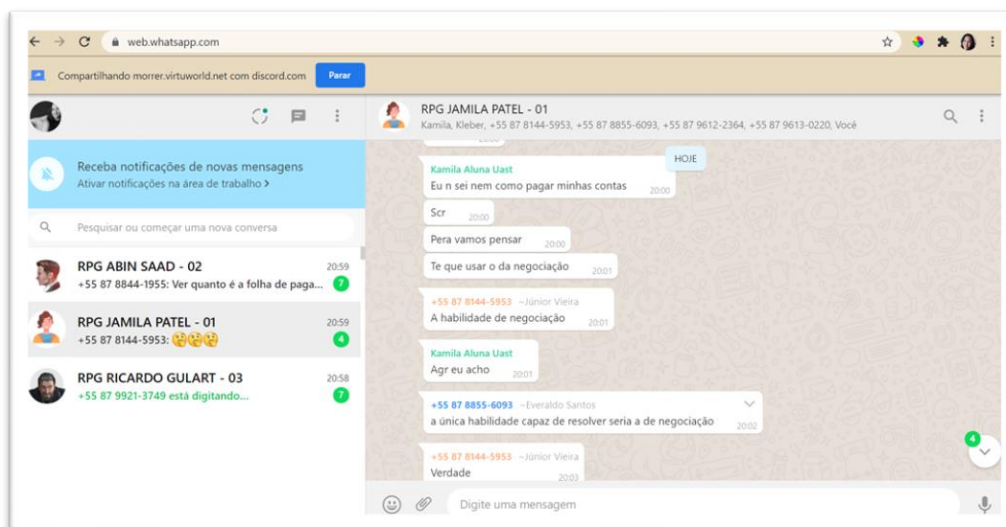 web.whatsapp.com
Compartilhando morrer.virtuworld.net com discord.com Parar
Receba notificações de novas mensagens
Ativar notificações na área de trabalho >
Pesquisar ou começar uma nova conversa
RPG ABIN SAAD - 02 20:59
+55 87 8844-1955: Ver quanto é a folha de paga... 7
RPG JAMILA PATEL - 01 20:59
+55 87 8144-5953: 🤔🤔🤔 4
RPG RICARDO GULART - 03 20:58
+55 87 9921-3749 está digitando... 7
RPG JAMILA PATEL - 01
Kamila, Kleber, +55 87 8144-5953, +55 87 8855-6093, +55 87 9612-2364, +55 87 9613-0220, Você
HOJE
Kamila Aluna Uast
Eu n sei nem como pagar minhas contas 20:00
Scr 20:00
Pera vamos pensar 20:00
Te que usar o da negociação 20:01
+55 87 8144-5953 ~Júnior Vieira
A habilidade de negociação 20:01
Kamila Aluna Uast
Agr eu acho 20:01
+55 87 8855-6093 ~Everaldo Santos
a única habilidade capaz de resolver seria a de negociação 20:02
+55 87 8144-5953 ~Júnior Vieira
Verdade 20:03
4
Digite uma mensagem